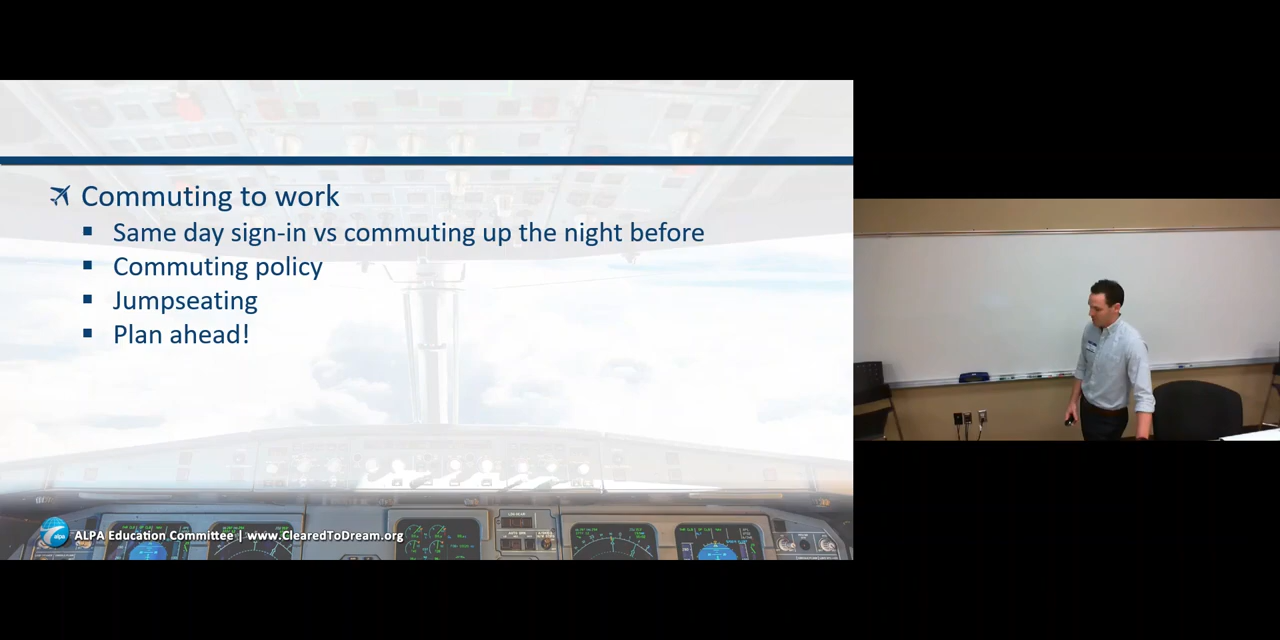 Commuting to work
Same day sign-in vs commuting up the night before
Commuting policy
Jumpseating
Plan ahead!
alpa
ALPA Education Committee | www.ClearedToDream.org